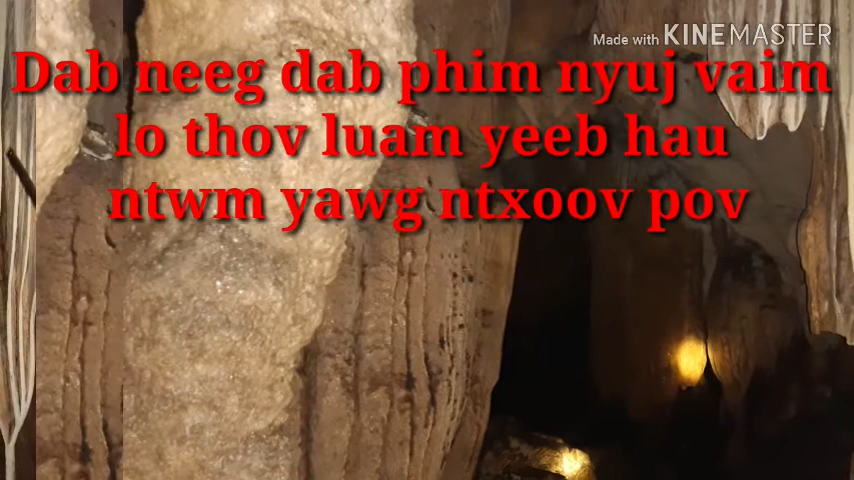 Made with KINEMASTER
Dab neeg dab phim nyuj vaim
lo thov luam yeeb hau
ntwm yawg ntxoov pov